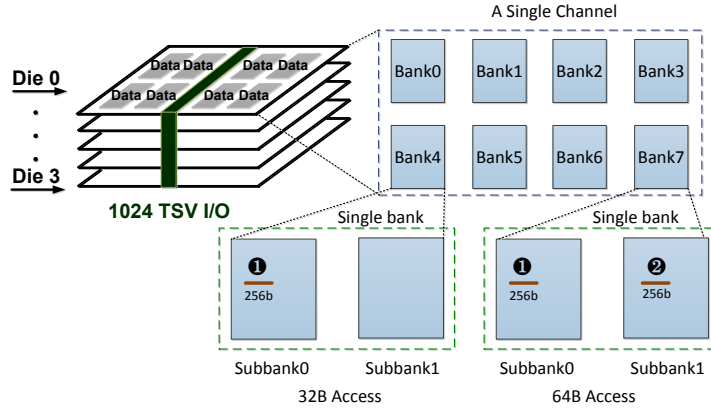 A Single Channel
Data Data Data Data
Data Data Data Data
Die 0
.
.
.
Die 3
1024 TSV I/O
Bank0 Bank1 Bank2 Bank3
Bank4 Bank5 Bank6 Bank7
Single bank Single bank
❶ ❶ ❷
256b 256b 256b
Subbank0 Subbank1 Subbank0 Subbank1
32B Access 64B Access